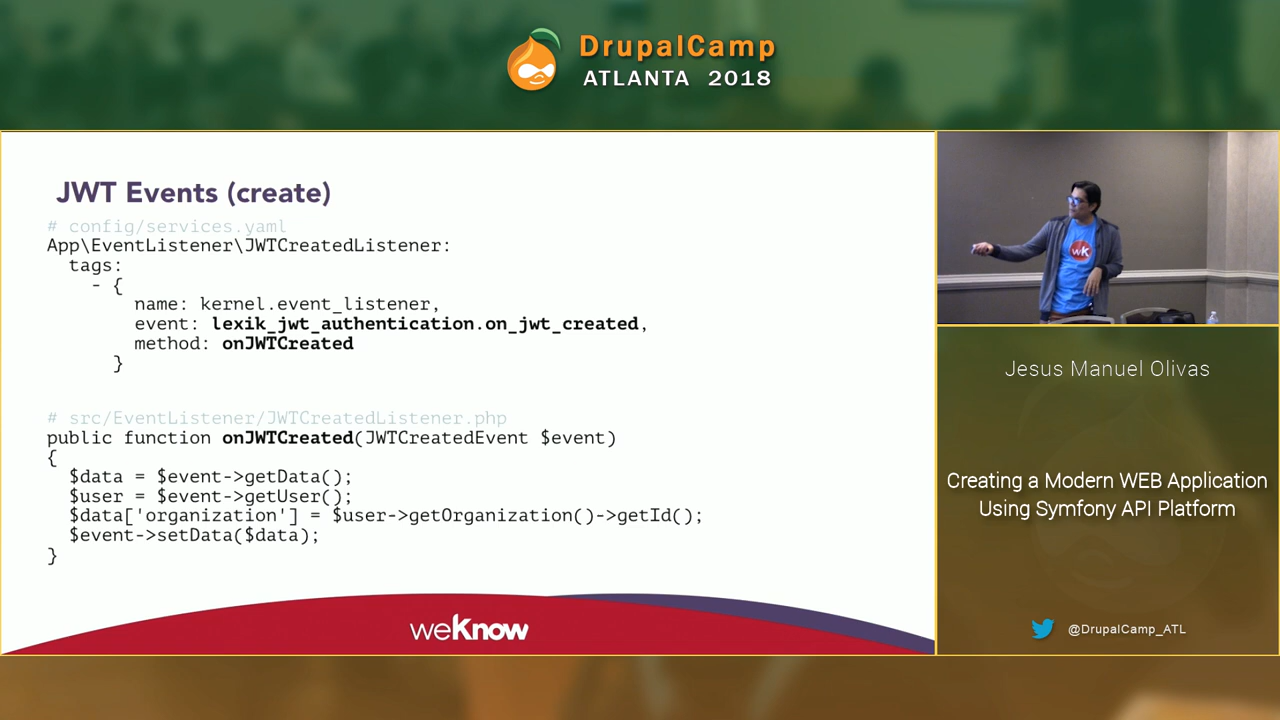 DrupalCamp
ATLANTA 2018
JWT Events (create)
# config/services.yaml
App\EventListener\JWTCreatedListener:
tags:
- {
name: kernel.event_listener,
event: lexik_jwt_authentication.on_jwt_created,
method: onJWTCreated
}
# src/EventListener/JWTCreatedListener.php
public function onJWTCreated(JWTCreatedEvent $event)
{
$data = $event->getData();
$user = $event->getUser();
$data['organization'] = $user->getOrganization()->getId();
$event->setData($data);
}
weKnow
wK
Jesus Manuel Olivas
Creating a Modern WEB Application
Using Symfony API Platform
@DrupalCamp_ATL